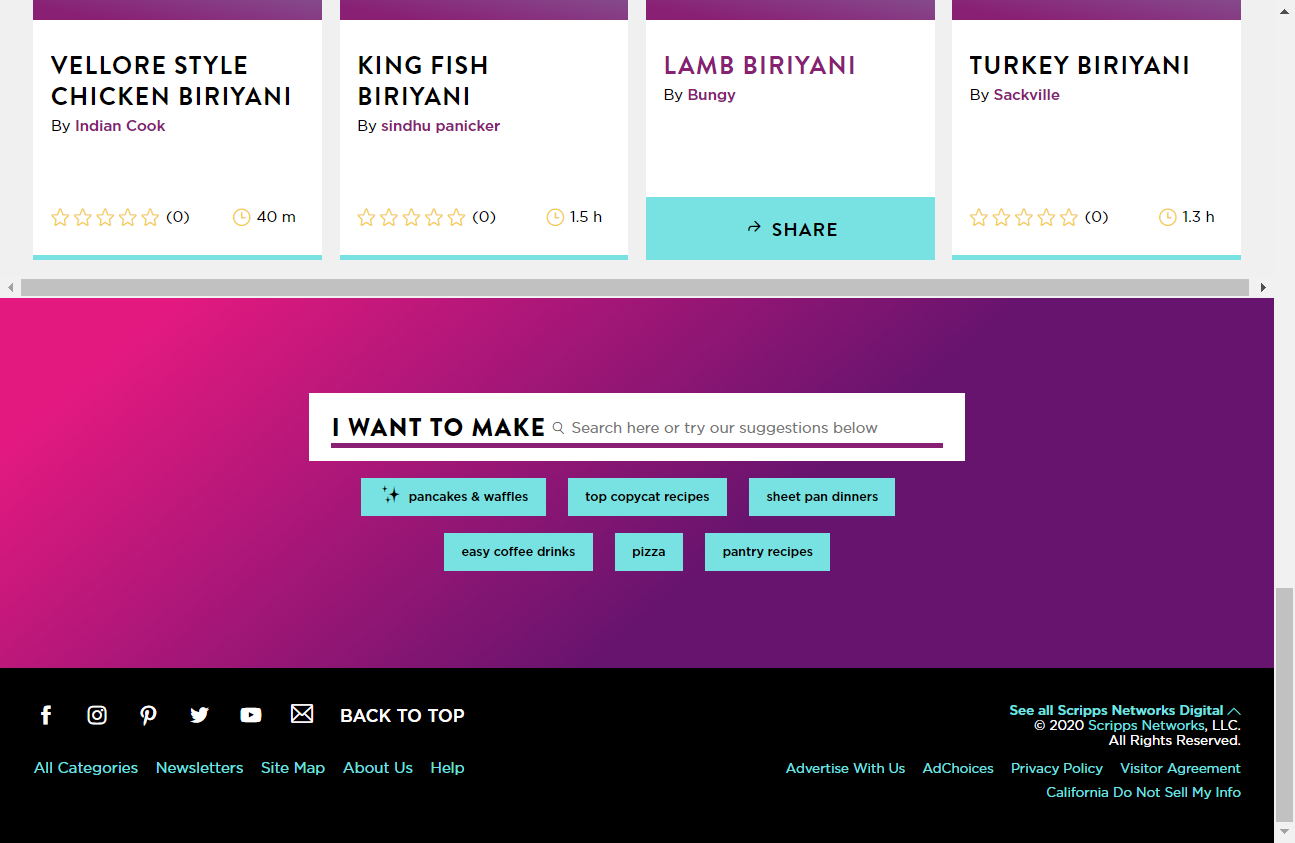 VELLORE STYLE
CHICKEN BIRIYANI
By Indian Cook
(0) 40 m
KING FISH
BIRIYANI
By sindhu panicker
(0) 1.5 h
LAMB BIRIYANI
By Bungy
SHARE
TURKEY BIRIYANI
By Sackville
(0) 1.3 h
I WANT TO MAKE Search here or try our suggestions below
pancakes & waffles top copycat recipes sheet pan dinners
easy coffee drinks pizza pantry recipes
BACK TO TOP
All Categories Newsletters Site Map About Us Help
See all Scripps Networks Digital
© 2020 Scripps Networks, LLC.
All Rights Reserved.
Advertise With Us AdChoices Privacy Policy Visitor Agreement
California Do Not Sell My Info